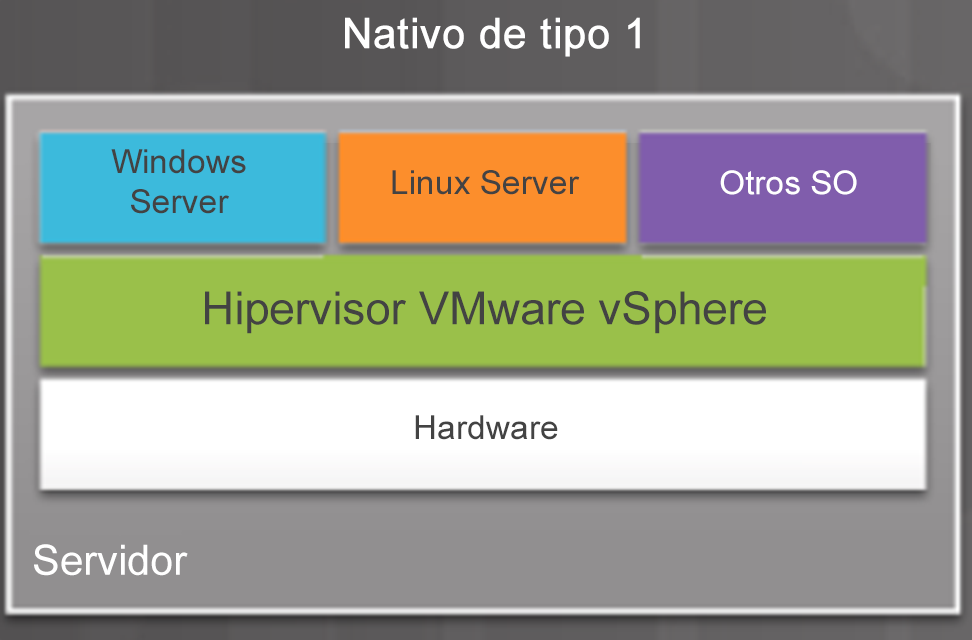 Nativo de tipo 1
Windows
Server
Linux Server
Otros SO
Hipervisor VMware vSphere
Hardware
Servidor